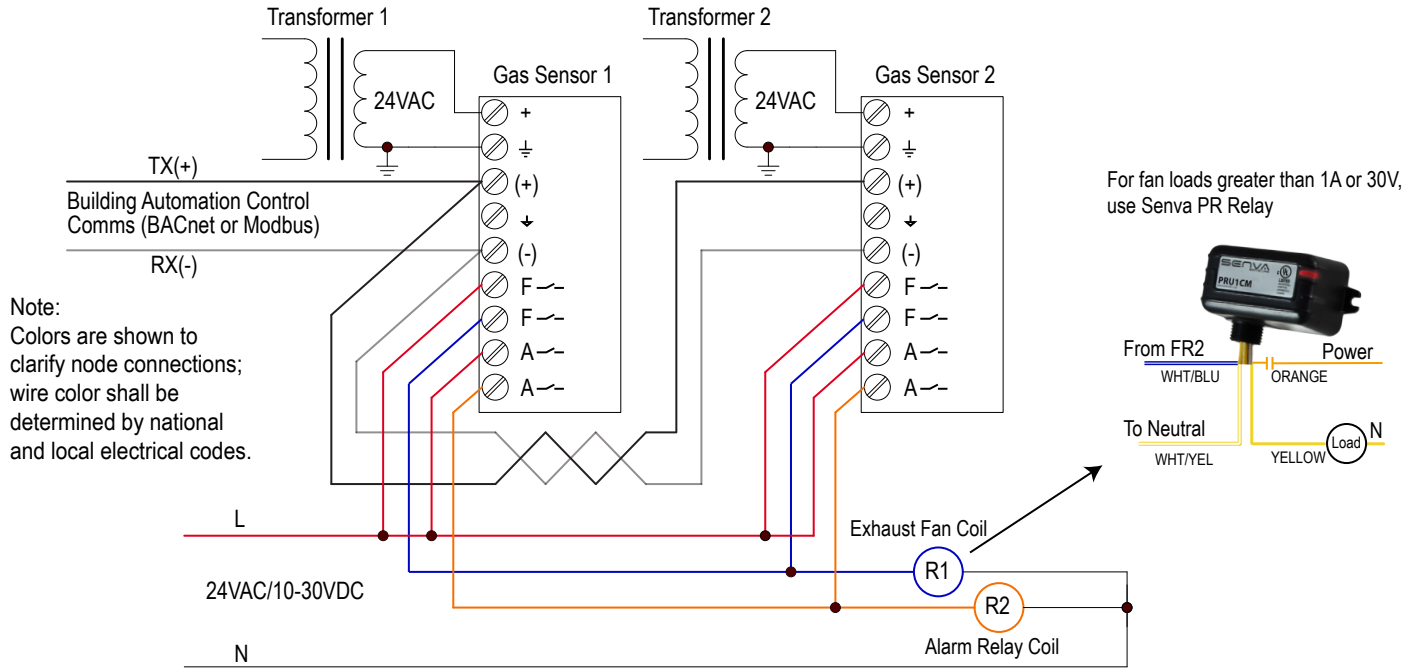 Transformer 1
Transformer 2
Gas Sensor 1
Gas Sensor 2
24VAC
24VAC
+
(+)
(-)
F
F
A
A
+
(+)
(-)
F
F
A
A
TX(+)
Building Automation Control
Comms (BACnet or Modbus)
RX(-)
Note:
Colors are shown to
clarify node connections;
wire color shall be
determined by national
and local electrical codes.
L
24VAC/10-30VDC
N
Exhaust Fan Coil
R1
R2
Alarm Relay Coil
For fan loads greater than 1A or 30V,
use Senva PR Relay
SENVA
PRU1CM
From FR2
WHT/BLU
Power
ORANGE
To Neutral
WHT/YEL
YELLOW
Load
N